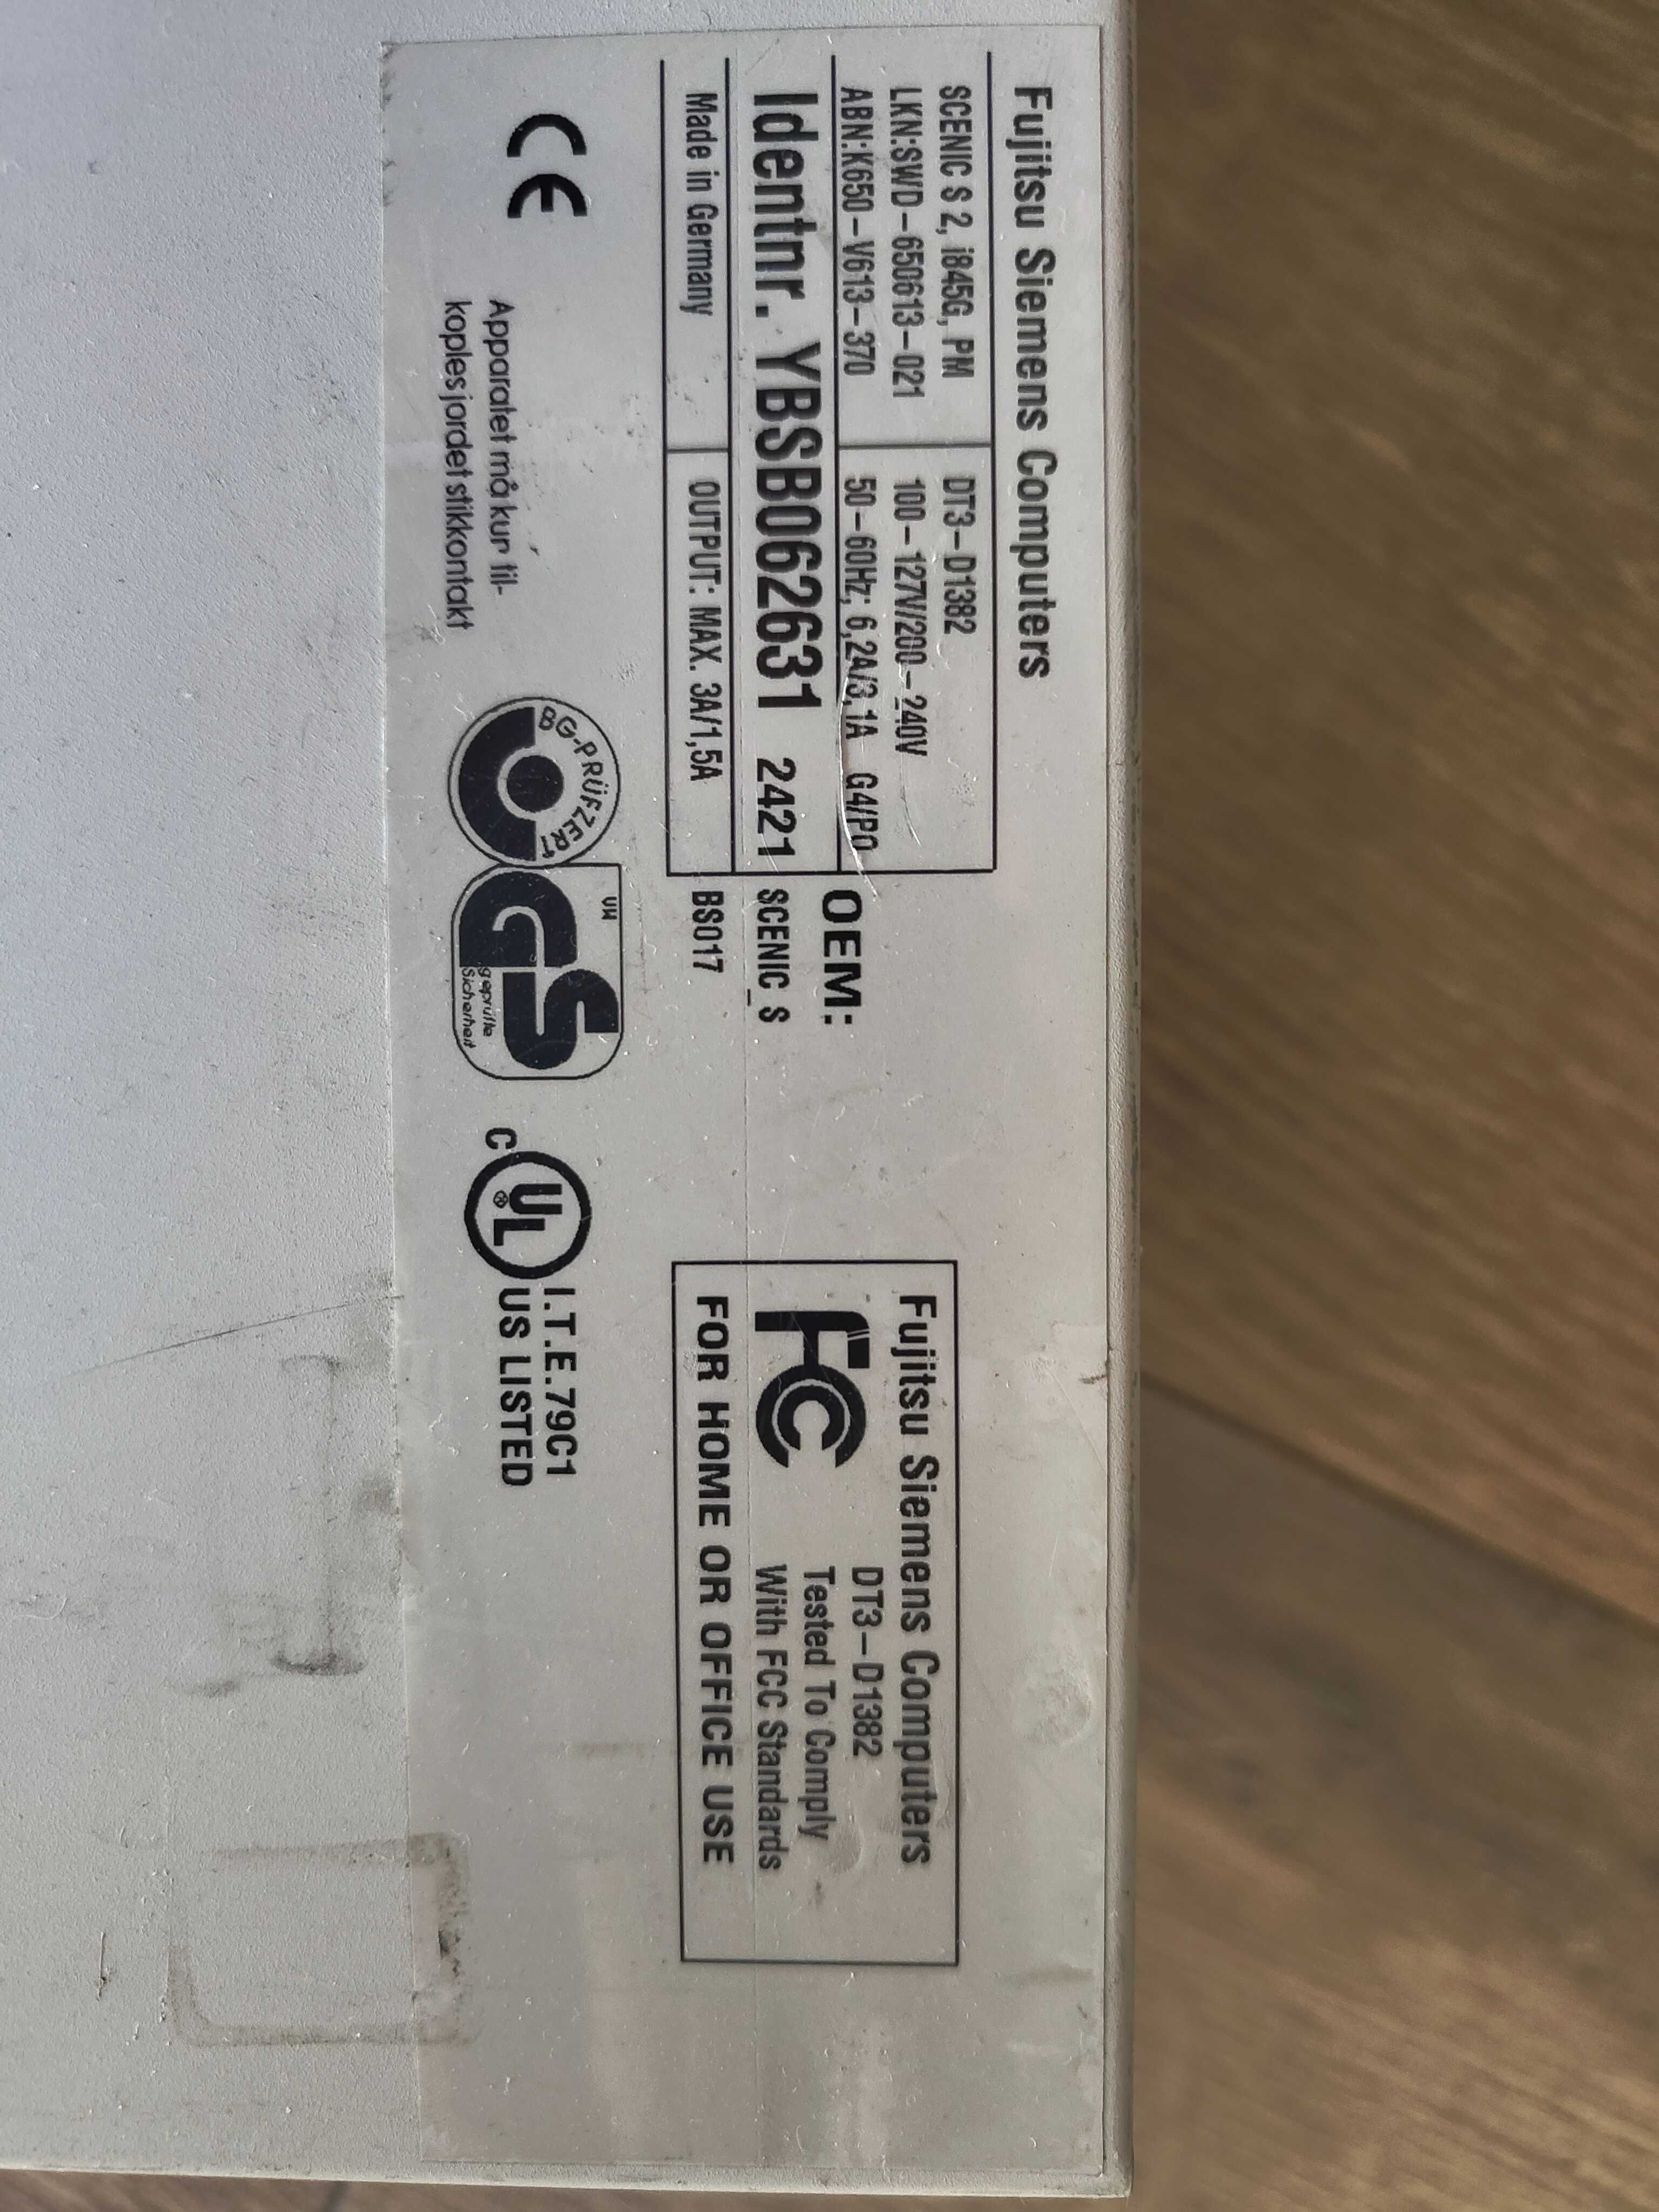 Fujitsu Siemens Computers
SCENIC S 2, i845G, PM
DT3-D1382
LKN:SWD-650613-021
100-127V/200-240V
ABN:K650-V613-370
50-60Hz; 6,2A/3,1A G4/PO
OEM:
Identnr. YBSB062631 2421
SCENIC_S
Made in Germany
OUTPUT: MAX. 3A/1,5A
BS017
Fujitsu Siemens Computers
FC
DT3-D1382
Tested To Comply
With FCC Standards
FOR HOME OR OFFICE USE
CE
Apparatet må kun til-
koples jordet stikkontakt
BG-PRÜFZERT
GS
geprüfte
Sicherheit
C UL US LISTED
I.T.E.79C1